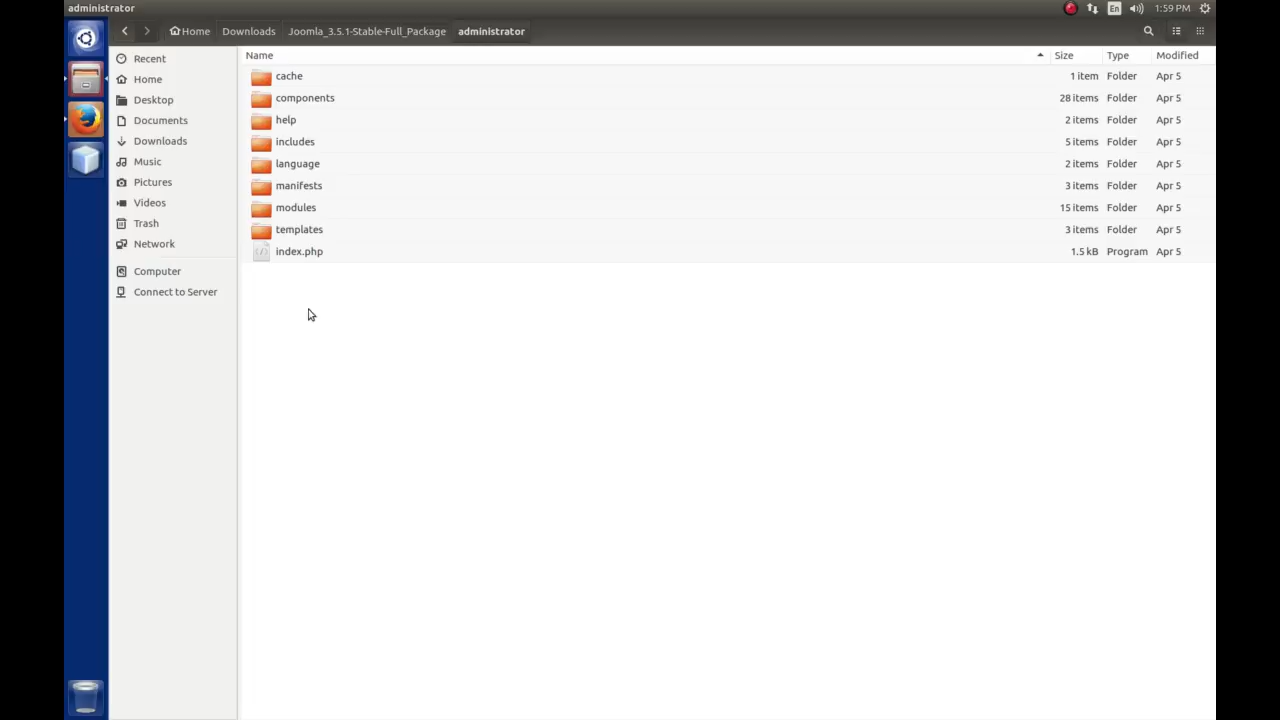 administrator
En
1:59 PM
Home Downloads Joomla_3.5.1-Stable-Full_Package administrator
Recent
Home
Desktop
Documents
Downloads
Music
Pictures
Videos
Trash
Network
Computer
Connect to Server
Name Size Type Modified
cache 1 item Folder Apr 5
components 28 items Folder Apr 5
help 2 items Folder Apr 5
includes 5 items Folder Apr 5
language 2 items Folder Apr 5
manifests 3 items Folder Apr 5
modules 15 items Folder Apr 5
templates 3 items Folder Apr 5
index.php 1.5 kB Program Apr 5